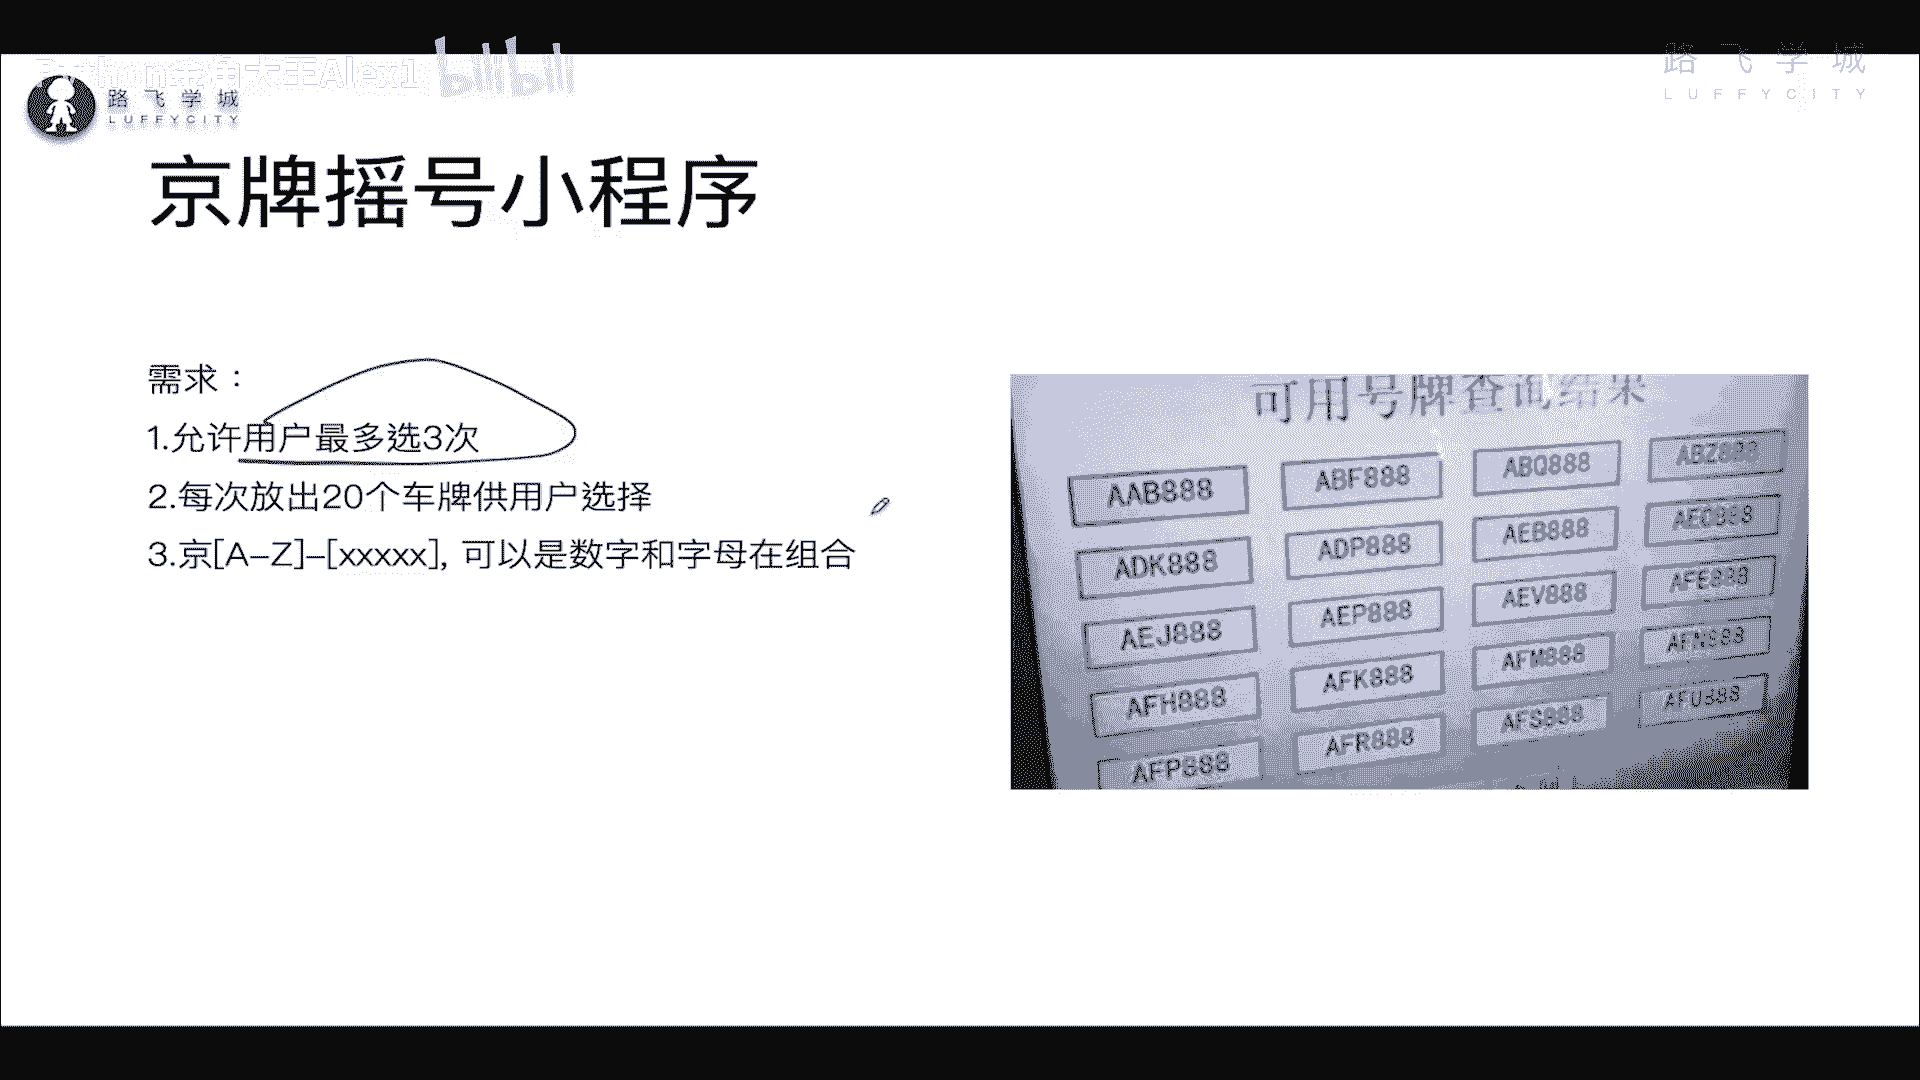 路飞学城
LUFFYCITY
路飞学城
LUFFYCITY
京牌摇号小程序
需求：
1.允许用户最多选3次
2.每次放出20个车牌供用户选择
3.京[A-Z]-[xxxxx], 可以是数字和字母在组合
可用号牌查询结果
AAB888 ABF888 ABQ888
ADK888 ADP888 AEB888
AEJ888 AEP888 AEV888 AFE888
AFH888 AFK888 AFM888 AFN888
AFP888 AFR888 AFS888 AFU888
金角大王Alex1
bilibili